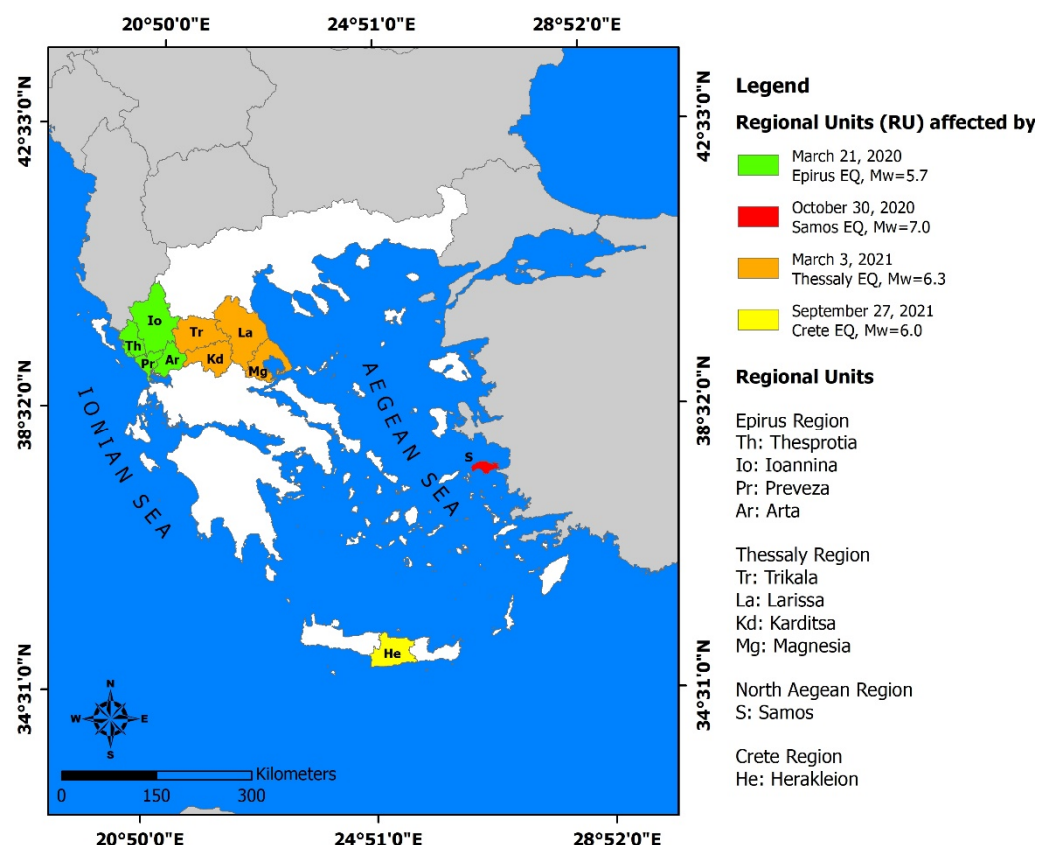 20°50'0"E 24°51'0"E 28°52'0"E
42°33'0"N
42°33'0"N
38°32'0"N
38°32'0"N
34°31'0"N
34°31'0"N
Io
Th
Pr
Ar
Tr
La
Kd
Mg
IONIAN SEA
AEGEAN SEA
S
He
N
W E
S
Kilometers
0 150 300
20°50'0"E 24°51'0"E 28°52'0"E
Legend
Regional Units (RU) affected by
March 21, 2020
Epirus EQ, Mw=5.7
October 30, 2020
Samos EQ, Mw=7.0
March 3, 2021
Thessaly EQ, Mw=6.3
September 27, 2021
Crete EQ, Mw=6.0
Regional Units
Epirus Region
Th: Thesprotia
Io: Ioannina
Pr: Preveza
Ar: Arta
Thessaly Region
Tr: Trikala
La: Larissa
Kd: Karditsa
Mg: Magnesia
North Aegean Region
S: Samos
Crete Region
He: Herakleion